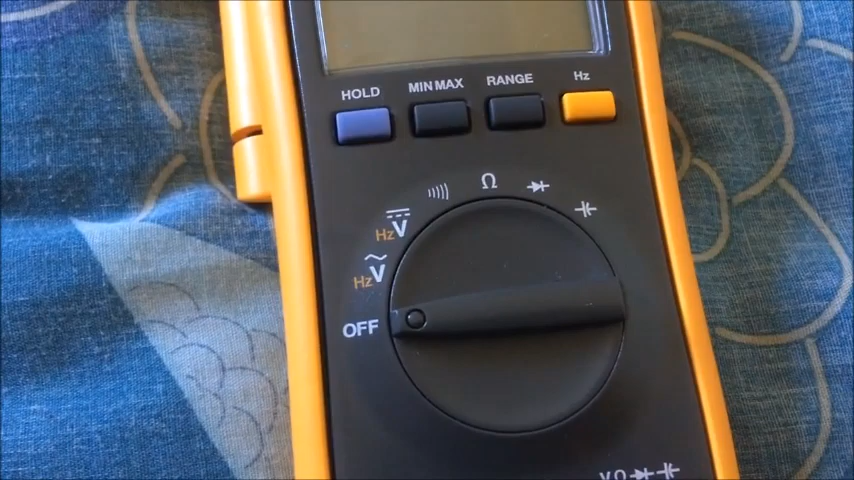 HOLD MIN MAX RANGE Hz
Ω
Hz V
Hz V
OFF
V Ω